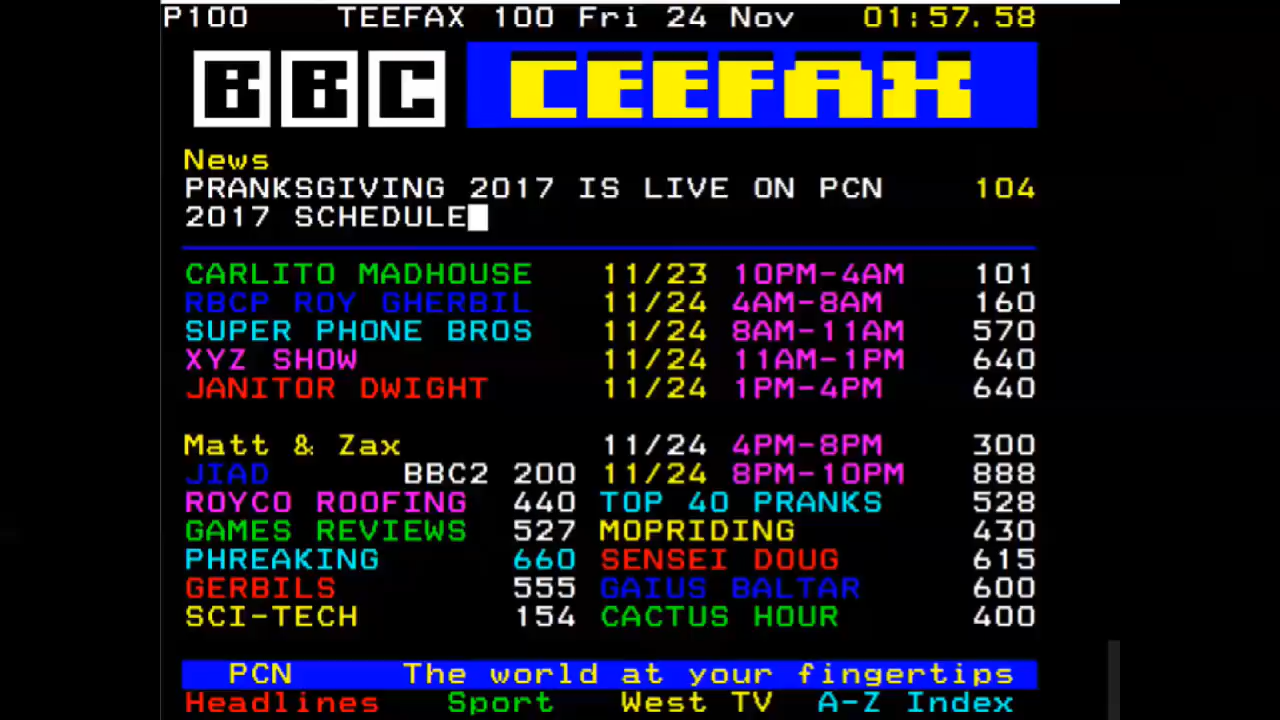 P100 TEEFAX 100 Fri 24 Nov 01:57.58
BBC CEEFAX
News
PRANKSGIVING 2017 IS LIVE ON PCN 104
2017 SCHEDULE
CARLITO MADHOUSE 11/23 10PM-4AM 101
RBCP ROY GHERBIL 11/24 4AM-8AM 160
SUPER PHONE BROS 11/24 8AM-11AM 570
XYZ SHOW 11/24 11AM-1PM 640
JANITOR DWIGHT 11/24 1PM-4PM 640
Matt & Zax 11/24 4PM-8PM 300
JIAD BBC2 200 11/24 8PM-10PM 888
ROYCO ROOFING 440 TOP 40 PRANKS 528
GAMES REVIEWS 527 MOPRIDING 430
PHREAKING 660 SENSEI DOUG 615
GERBILS 555 GAIUS BALTAR 600
SCI-TECH 154 CACTUS HOUR 400
PCN The world at your fingertips
Headlines Sport West TV A-Z Index